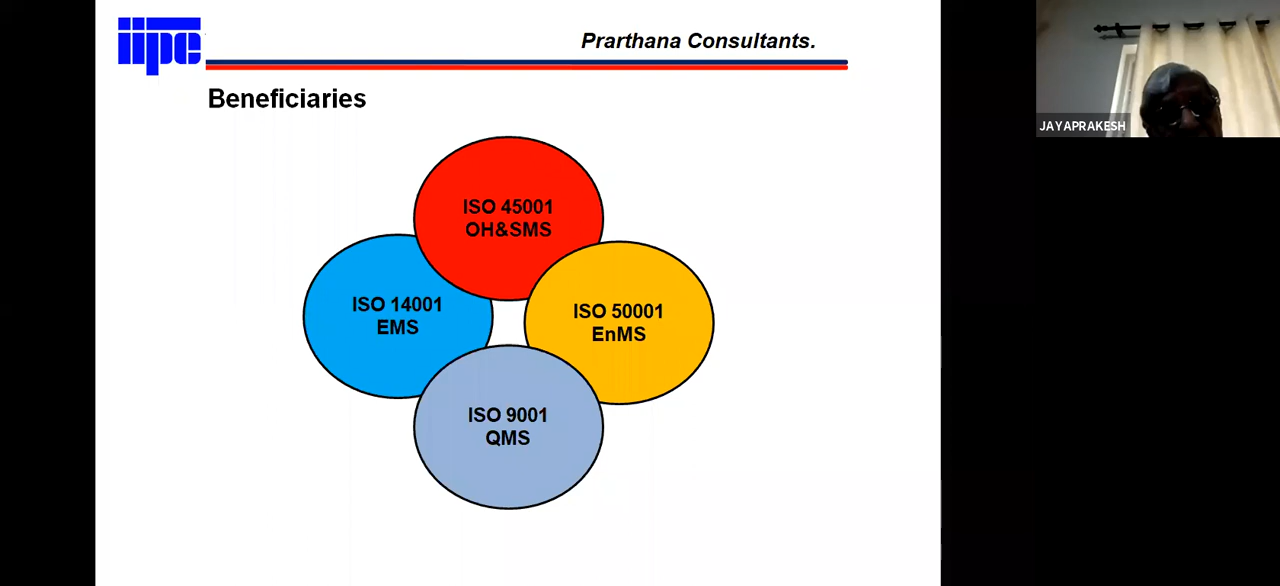 iipc
Prarthana Consultants.
Beneficiaries
ISO 45001
OH&SMS
ISO 14001
EMS
ISO 50001
EnMS
ISO 9001
QMS
JAYAPRAKESH